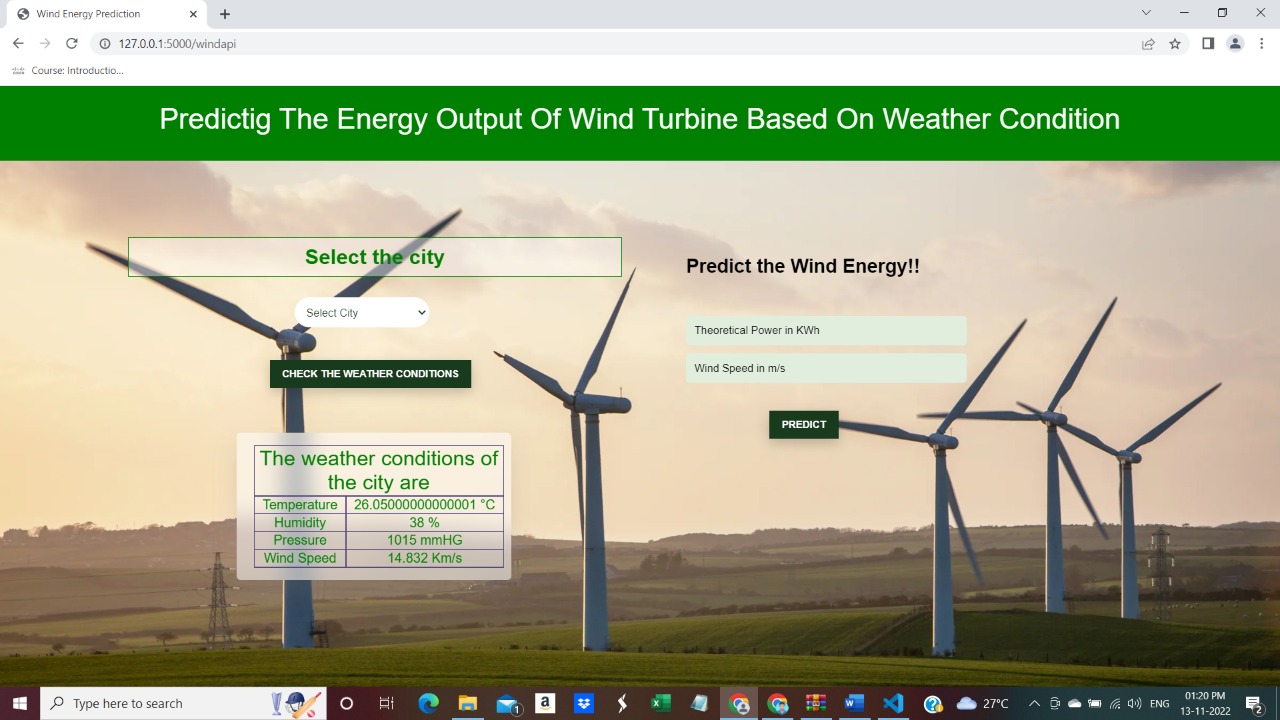 Wind Energy Prediction
127.0.0.1:5000/windapi
Course: Introductio...
Predictig The Energy Output Of Wind Turbine Based On Weather Condition
Select the city
Select City
CHECK THE WEATHER CONDITIONS
The weather conditions of
the city are
Temperature 26.05000000000001 °C
Humidity 38 %
Pressure 1015 mmHG
Wind Speed 14.832 Km/s
Predict the Wind Energy!!
Theoretical Power in KWh
Wind Speed in m/s
PREDICT
Type here to search
1
27°C
ENG
01:20 PM
13-11-2022
2